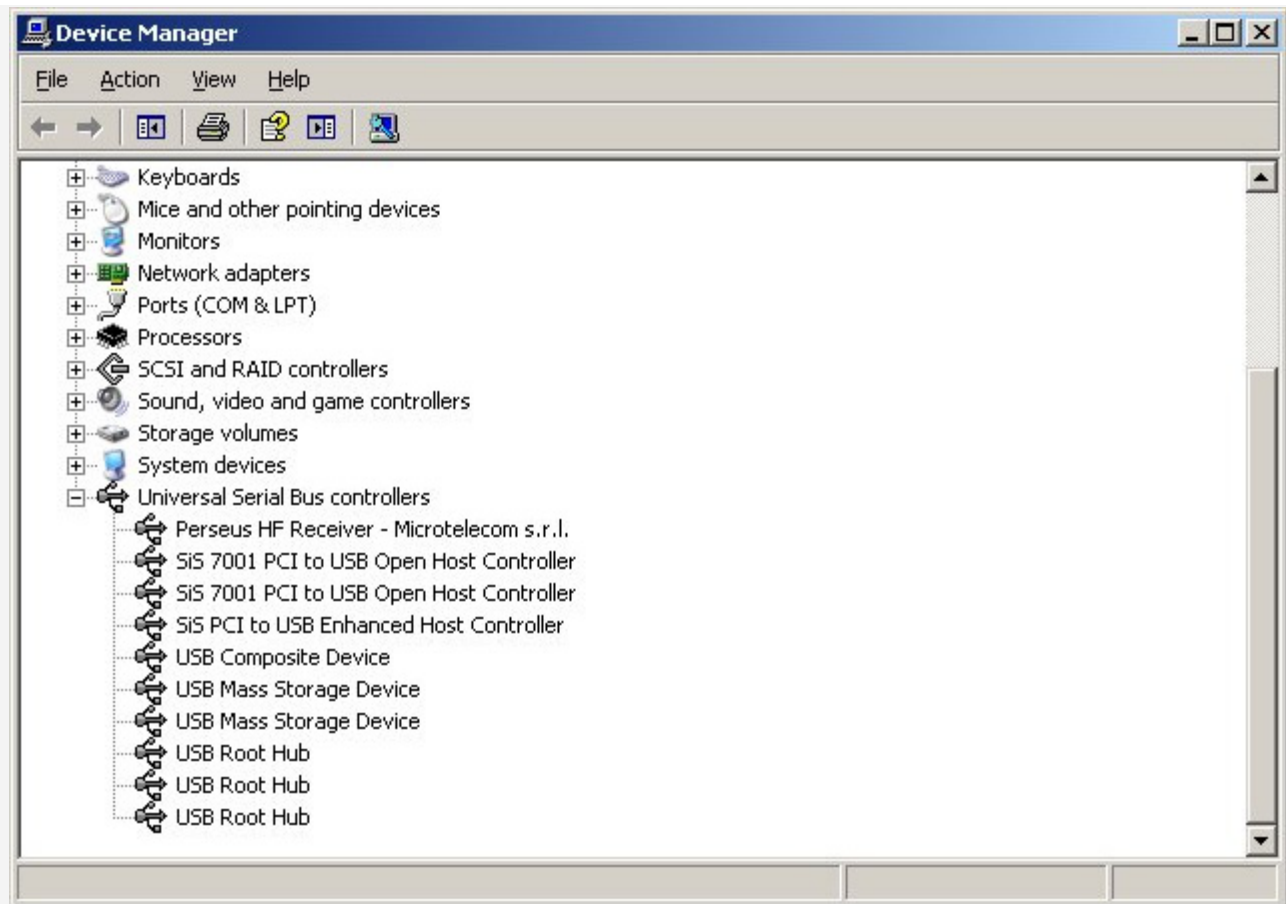 Device Manager
File Action View Help
Keyboards
Mice and other pointing devices
Monitors
Network adapters
Ports (COM & LPT)
Processors
SCSI and RAID controllers
Sound, video and game controllers
Storage volumes
System devices
Universal Serial Bus controllers
Perseus HF Receiver - Microtelecom s.r.l.
SiS 7001 PCI to USB Open Host Controller
SiS 7001 PCI to USB Open Host Controller
SiS PCI to USB Enhanced Host Controller
USB Composite Device
USB Mass Storage Device
USB Mass Storage Device
USB Root Hub
USB Root Hub
USB Root Hub